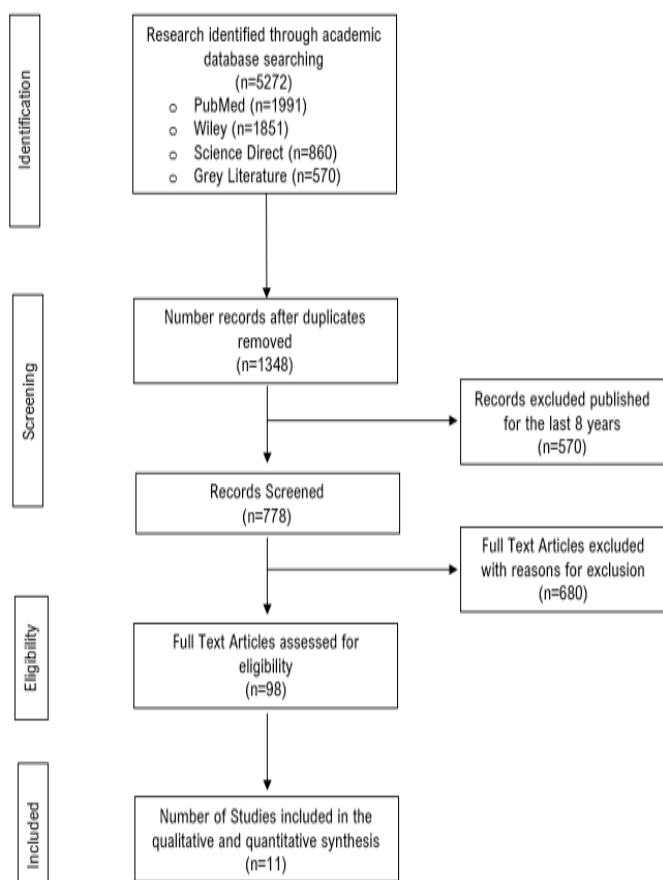 Identification
Research identified through academic
database searching
(n=5272)
o PubMed (n=1991)
o Wiley (n=1851)
o Science Direct (n=860)
o Grey Literature (n=570)
Screening
Number records after duplicates
removed
(n=1348)
Records excluded published
for the last 8 years
(n=570)
Records Screened
(n=778)
Full Text Articles excluded
with reasons for exclusion
(n=680)
Eligibility
Full Text Articles assessed for
eligibility
(n=98)
Included
Number of Studies included in the
qualitative and quantitative synthesis
(n=11)